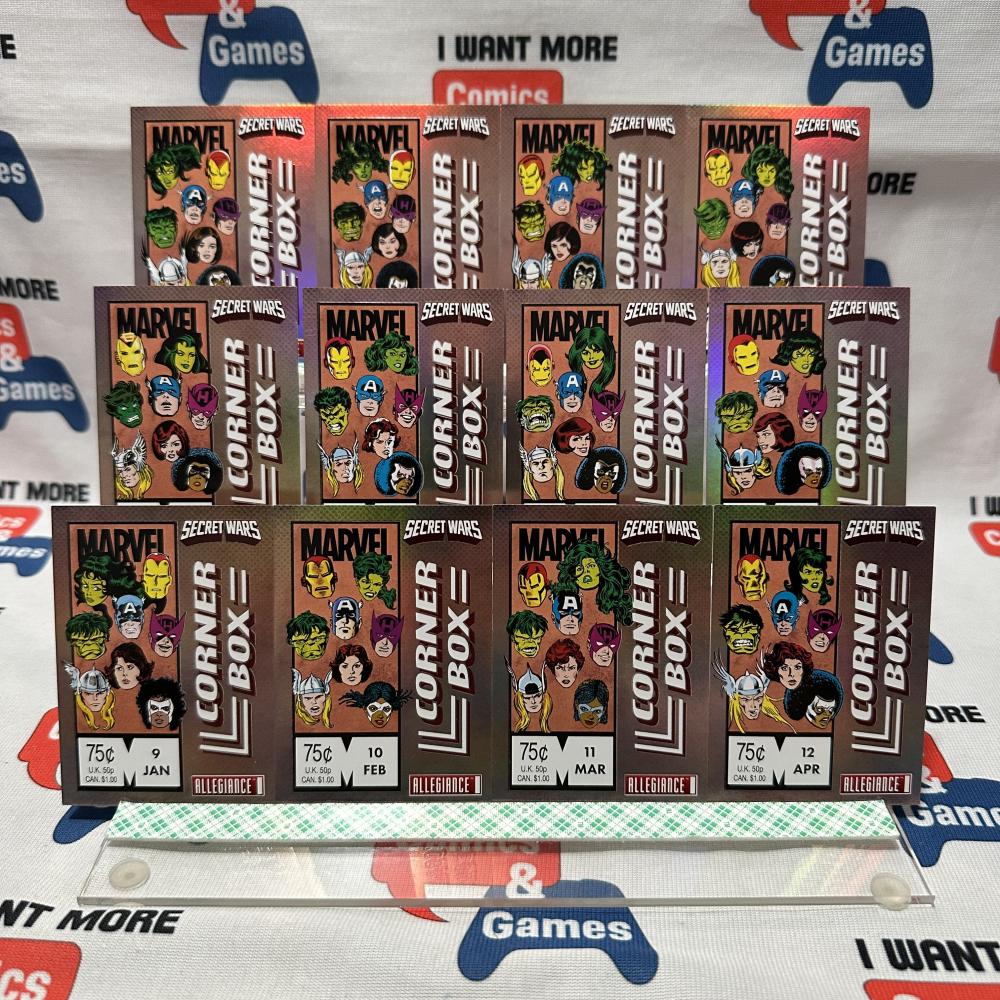 &
Games
I WANT MORE
Comics
&
Games
MARVEL
SECRET WARS
CORNER
BOX
MARVEL
SECRET WARS
CORNER
BOX
MARVEL
SECRET WARS
CORNER
BOX
MARVEL
SECRET WARS
CORNER
BOX
ORE
MORE
&
Games
MARVEL
SECRET WARS
CORNER
BOX
MARVEL
SECRET WARS
CORNER
BOX
MARVEL
SECRET WARS
CORNER
BOX
MARVEL
SECRET WARS
CORNER
BOX
NT MORE
Comics
&
I W
MARVEL
SECRET WARS
CORNER
BOX
75¢
U.K. 50p
CAN. $1.00
9
JAN
ALLEGIANCE
MARVEL
SECRET WARS
CORNER
BOX
75¢
U.K. 50p
CAN. $1.00
10
FEB
ALLEGIANCE
MARVEL
SECRET WARS
CORNER
BOX
75¢
U.K. 50p
CAN. $1.00
11
MAR
ALLEGIANCE
MARVEL
SECRET WARS
CORNER
BOX
75¢
U.K. 50p
CAN. $1.00
12
APR
ALLEGIANCE
ORE
Games
&
Games
NT MORE
I WANT